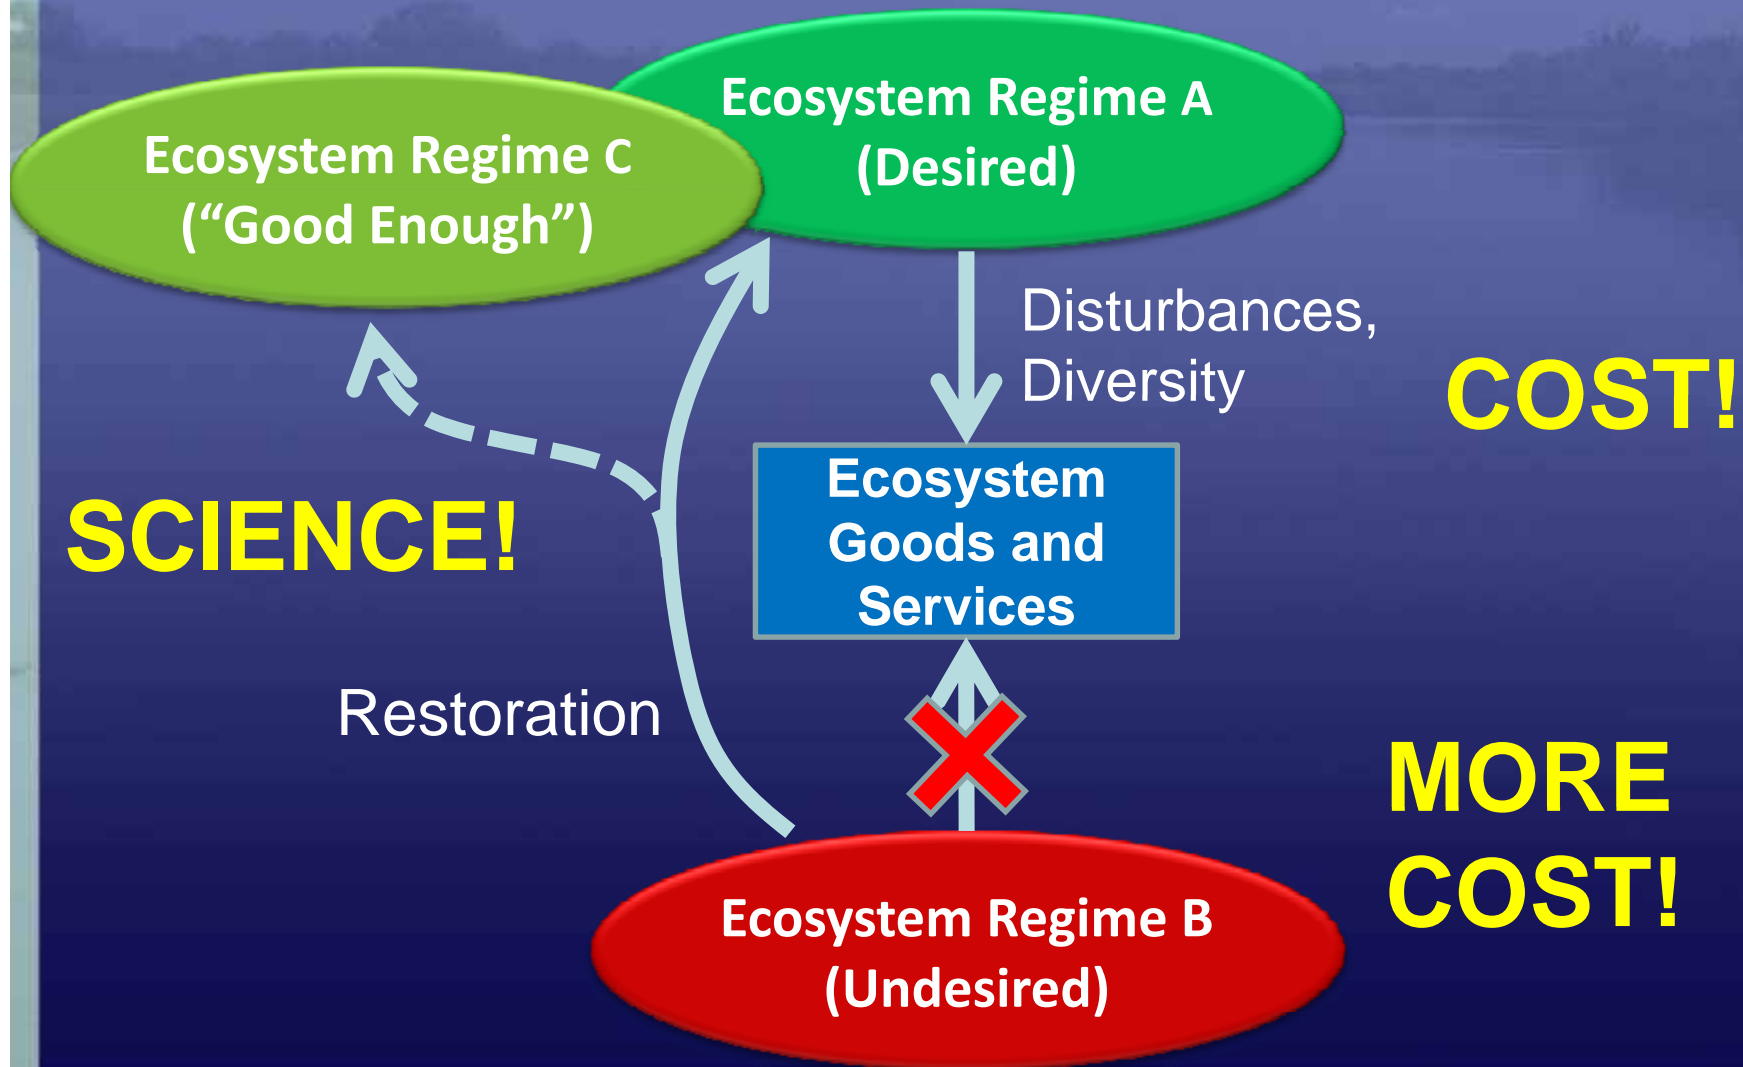 Ecosystem Regime A
(Desired)
Ecosystem Regime C
(“Good Enough”)
Disturbances,
Diversity
COST!
Ecosystem
Goods and
Services
SCIENCE!
Restoration
MORE
COST!
Ecosystem Regime B
(Undesired)